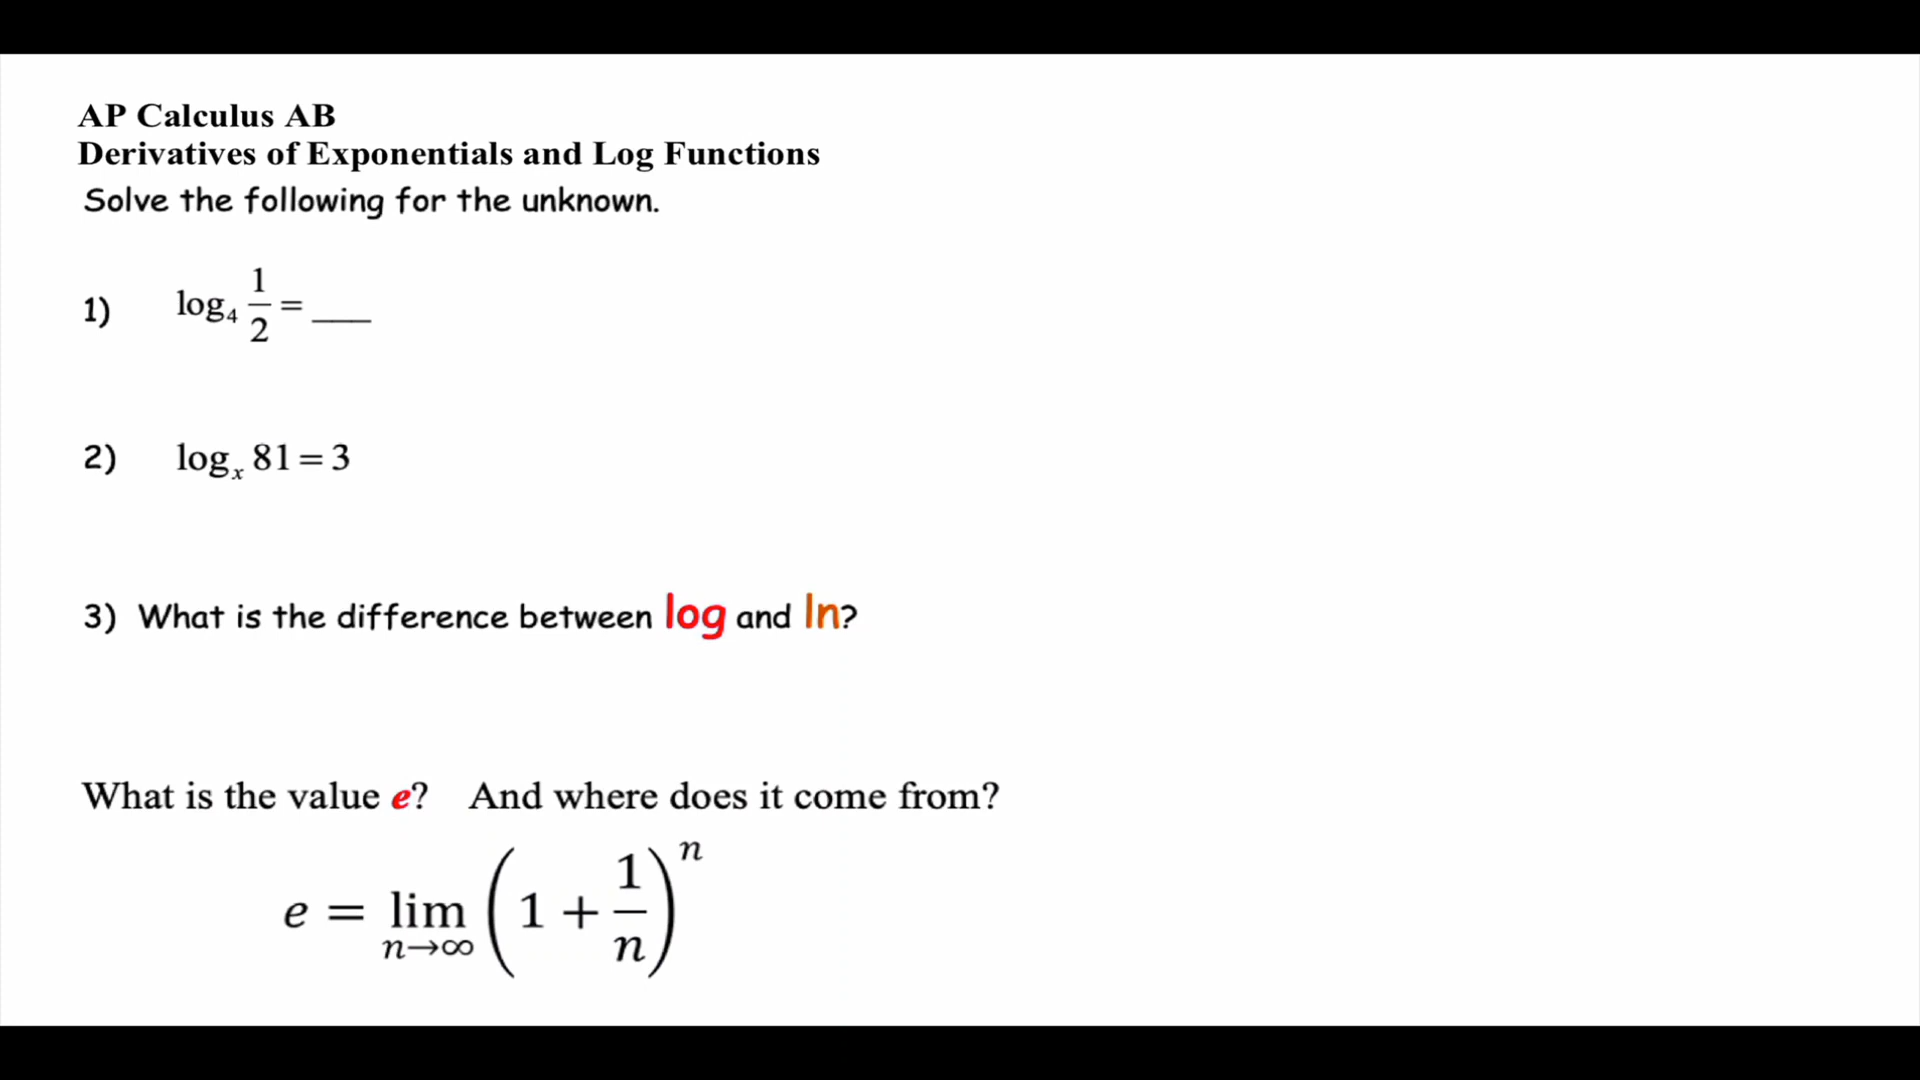 AP Calculus AB
Derivatives of Exponentials and Log Functions
Solve the following for the unknown.
1) log₄ 1/2 = ___
2) logₓ 81 = 3
3) What is the difference between log and ln?
What is the value e? And where does it come from?
e = lim n→∞ (1 + 1/n)ⁿ